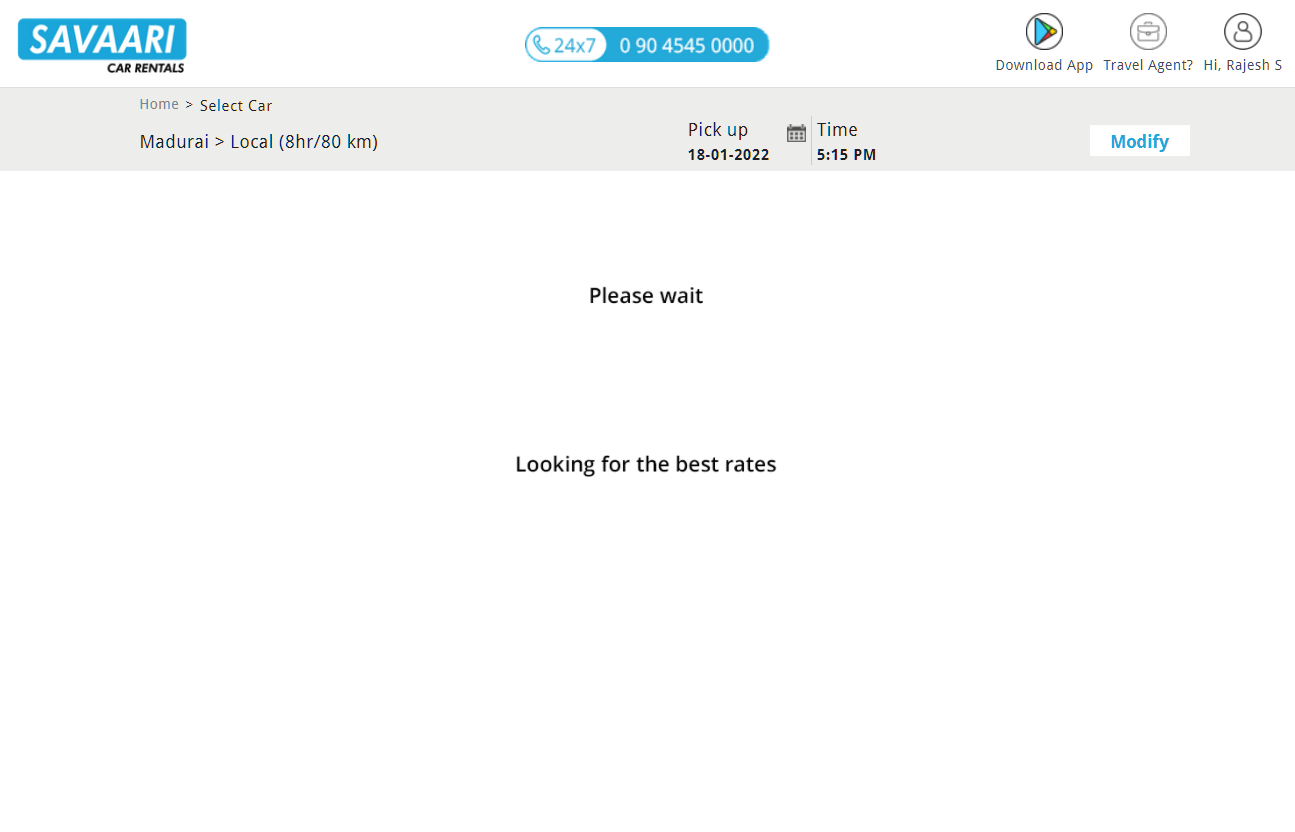 SAVAARI
CAR RENTALS
24x7 0 90 4545 0000
Download App
Travel Agent?
Hi, Rajesh S
Home > Select Car
Madurai > Local (8hr/80 km)
Pick up
18-01-2022
Time
5:15 PM
Modify
Please wait
Looking for the best rates